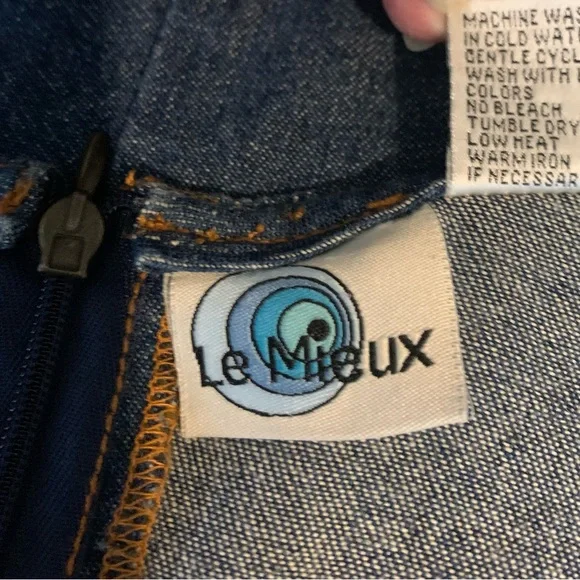 MACHINE WAS
IN COLD WAT
GENTLE CYCL
WASH WITH
COLORS
NO BLEACH
TUMBLE DRY
LOW HEAT
WARM IRON
IF NECESSAR
Le Mieux